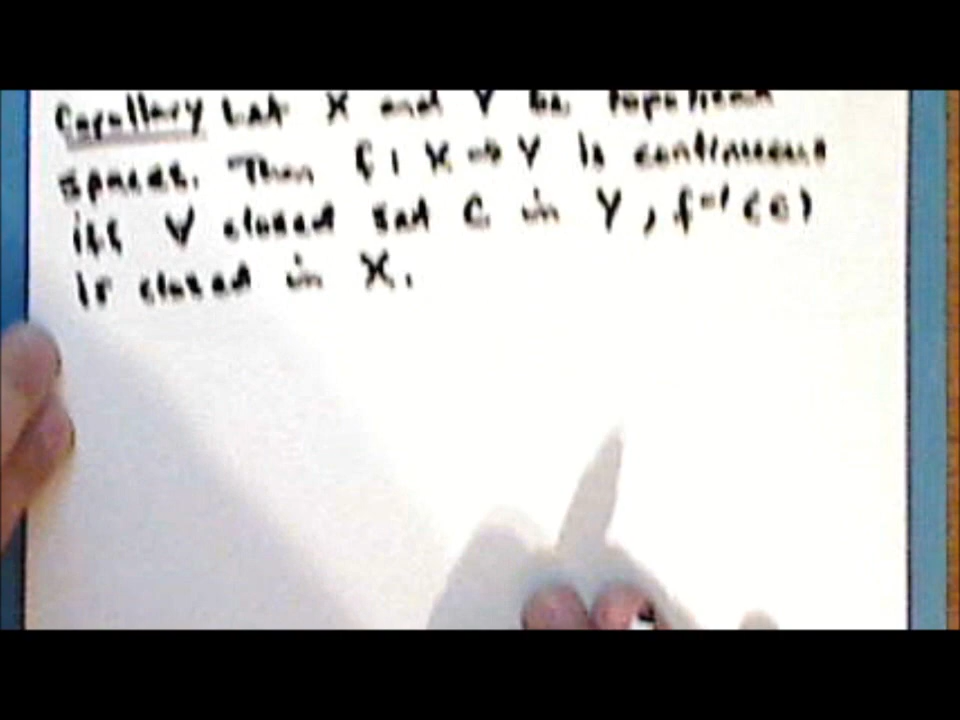 Corollary Let X and Y be topological
spaces. Then f : X → Y is continuous
iff ∀ closed set C in Y, f⁻¹(C)
is closed in X.